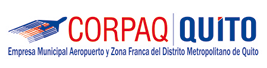 CORPAQ QUITO
Empresa Municipal Aeropuerto y Zona Franca del Distrito Metropolitano de Quito